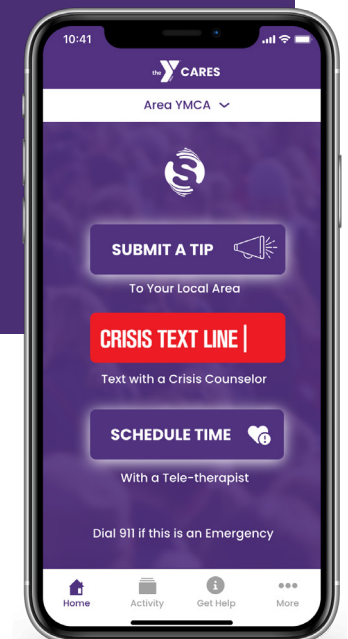 10:41
the Y CARES
Area YMCA
S
SUBMIT A TIP
To Your Local Area
CRISIS TEXT LINE |
Text with a Crisis Counselor
SCHEDULE TIME
With a Tele-therapist
Dial 911 if this is an Emergency
Home Activity Get Help More